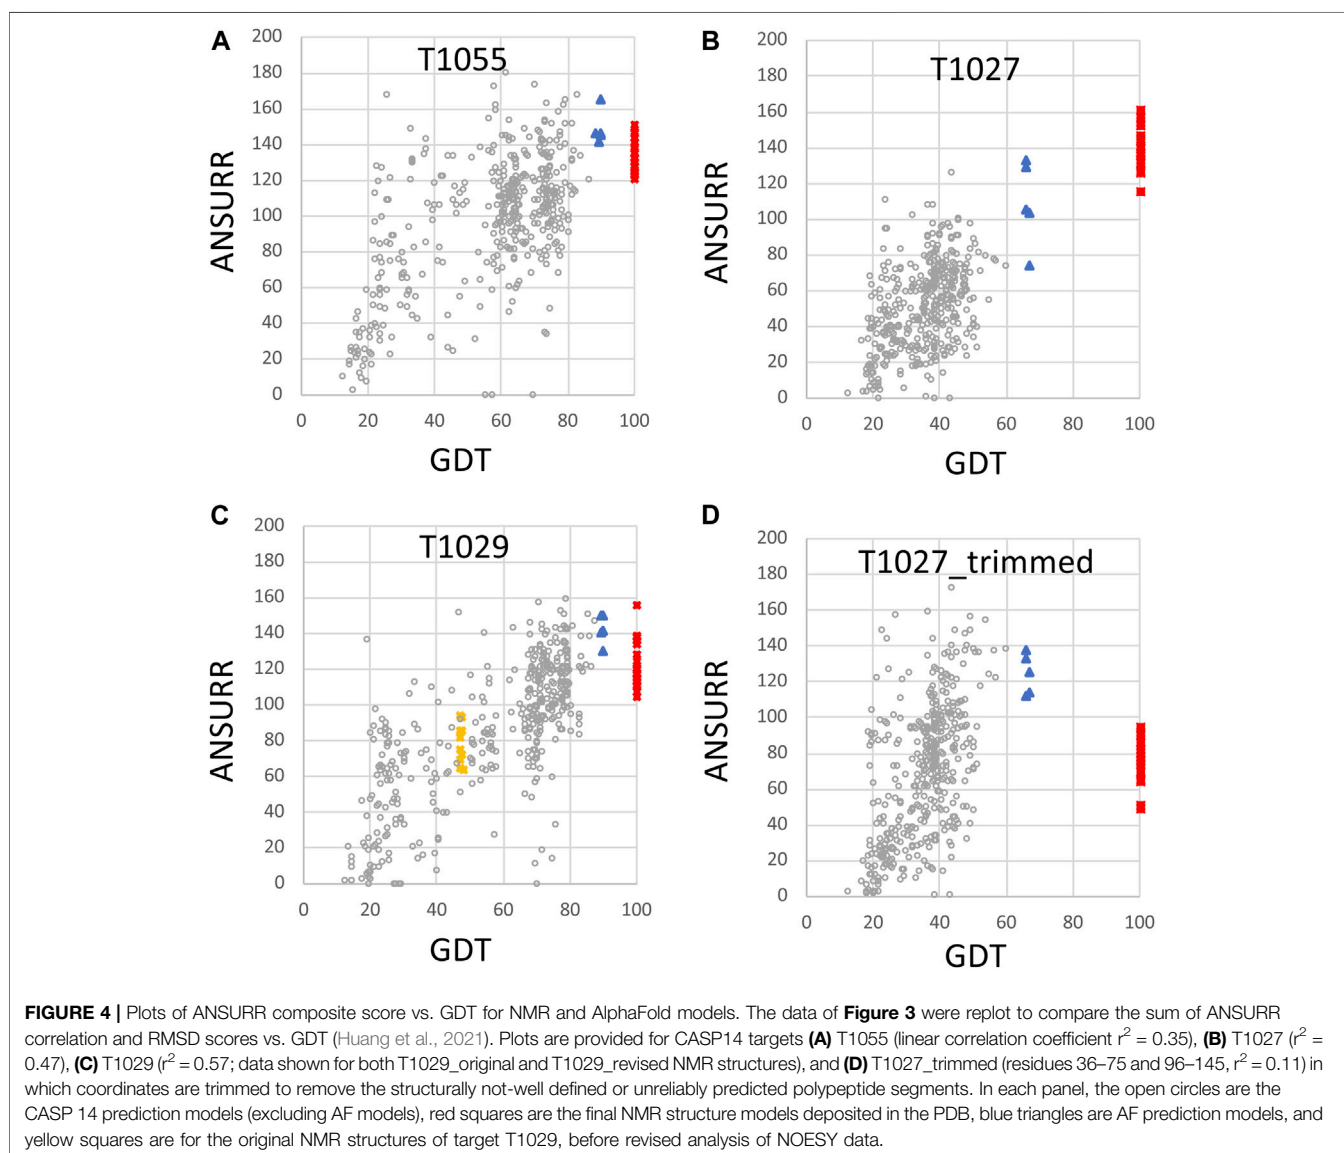 A
T1055
200
180
160
140
120
100
80
60
40
20
0
ANSURR
0 20 40 60 80 100
GDT
B
T1027
200
180
160
140
120
100
80
60
40
20
0
ANSURR
0 20 40 60 80 100
GDT
C
T1029
200
180
160
140
120
100
80
60
40
20
0
ANSURR
0 20 40 60 80 100
GDT
D
T1027_trimmed
200
180
160
140
120
100
80
60
40
20
0
ANSURR
0 20 40 60 80 100
GDT
FIGURE 4 | Plots of ANSURR composite score vs. GDT for NMR and AlphaFold models. The data of Figure 3 were replot to compare the sum of ANSURR
correlation and RMSD scores vs. GDT (Huang et al., 2021). Plots are provided for CASP14 targets (A) T1055 (linear correlation coefficient r² = 0.35), (B) T1027 (r² =
0.47), (C) T1029 (r² = 0.57; data shown for both T1029_original and T1029_revised NMR structures), and (D) T1027_trimmed (residues 36–75 and 96–145, r² = 0.11) in
which coordinates are trimmed to remove the structurally not-well defined or unreliably predicted polypeptide segments. In each panel, the open circles are the
CASP 14 prediction models (excluding AF models), red squares are the final NMR structure models deposited in the PDB, blue triangles are AF prediction models, and
yellow squares are for the original NMR structures of target T1029, before revised analysis of NOESY data.